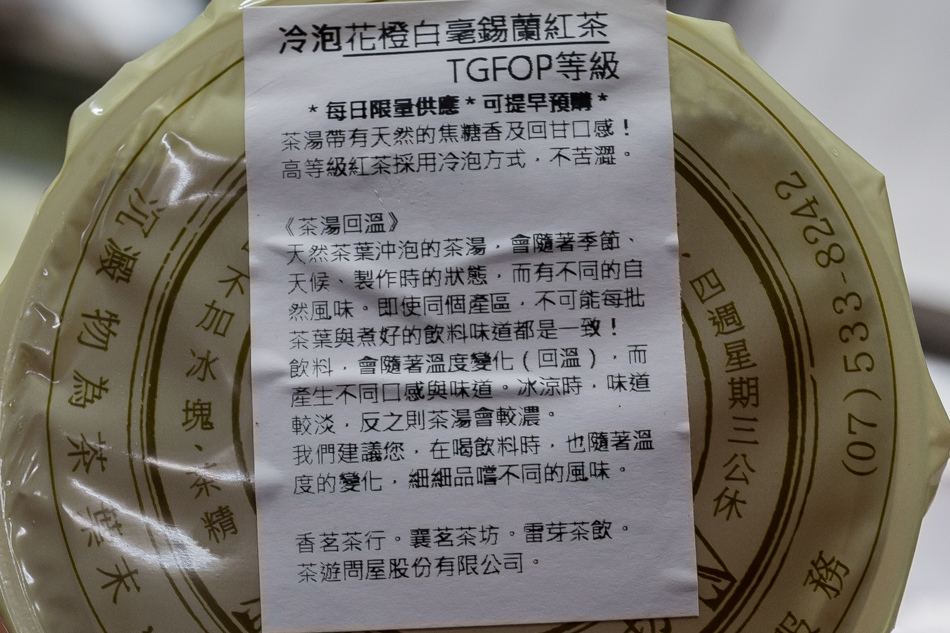 冷泡花橙白毫錫蘭紅茶
TGFOP等級
*每日限量供應*可提早預購*
茶湯帶有天然的焦糖香及回甘口感！
高等級紅茶採用冷泡方式，不苦澀。
《茶湯回溫》
天然茶葉沖泡的茶湯，會隨著季節、
天候、製作時的狀態，而有不同的自
然風味。即使同個產區，不可能每批
茶葉與煮好的飲料味道都是一致！
飲料，會隨著溫度變化（回溫），而
產生不同口感與味道。冰涼時，味道
較淡，反之則茶湯會較濃。
我們建議您，在喝飲料時，也隨著溫
度的變化，細細品嚐不同的風味。
香茗茶行。襄茗茶坊。雷芽茶飲。
茶遊問屋股份有限公司。
沉澱物為茶葉末
不加冰塊、茶精
、四週星期三公休
(07)533-8242
服務